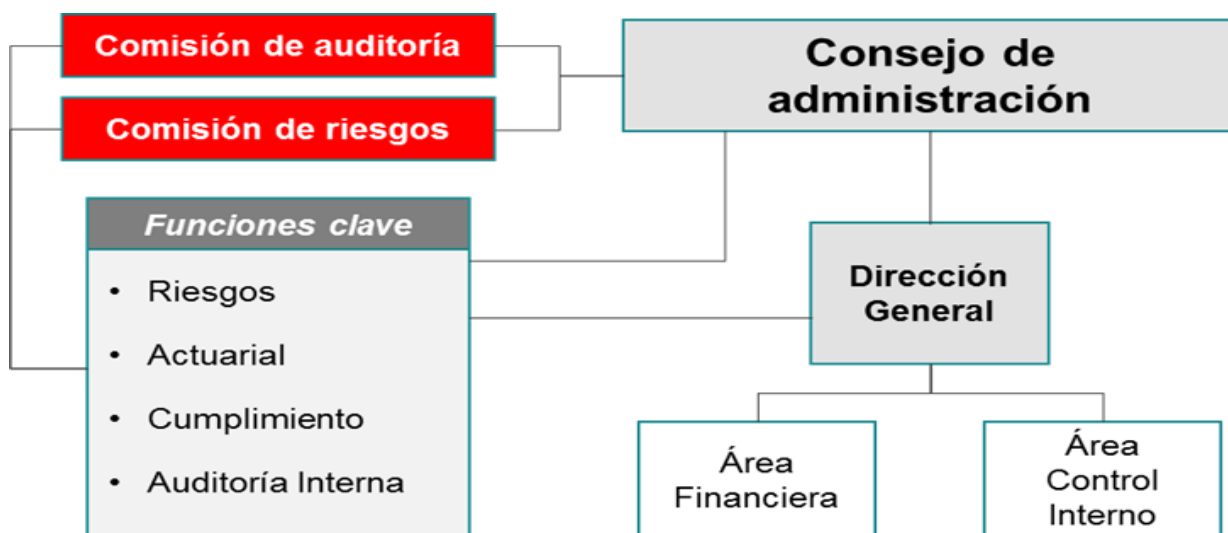 Comisión de auditoría
Comisión de riesgos
Consejo de
administración
Funciones clave
• Riesgos
• Actuarial
• Cumplimiento
• Auditoría Interna
Dirección
General
Área
Financiera
Área
Control
Interno